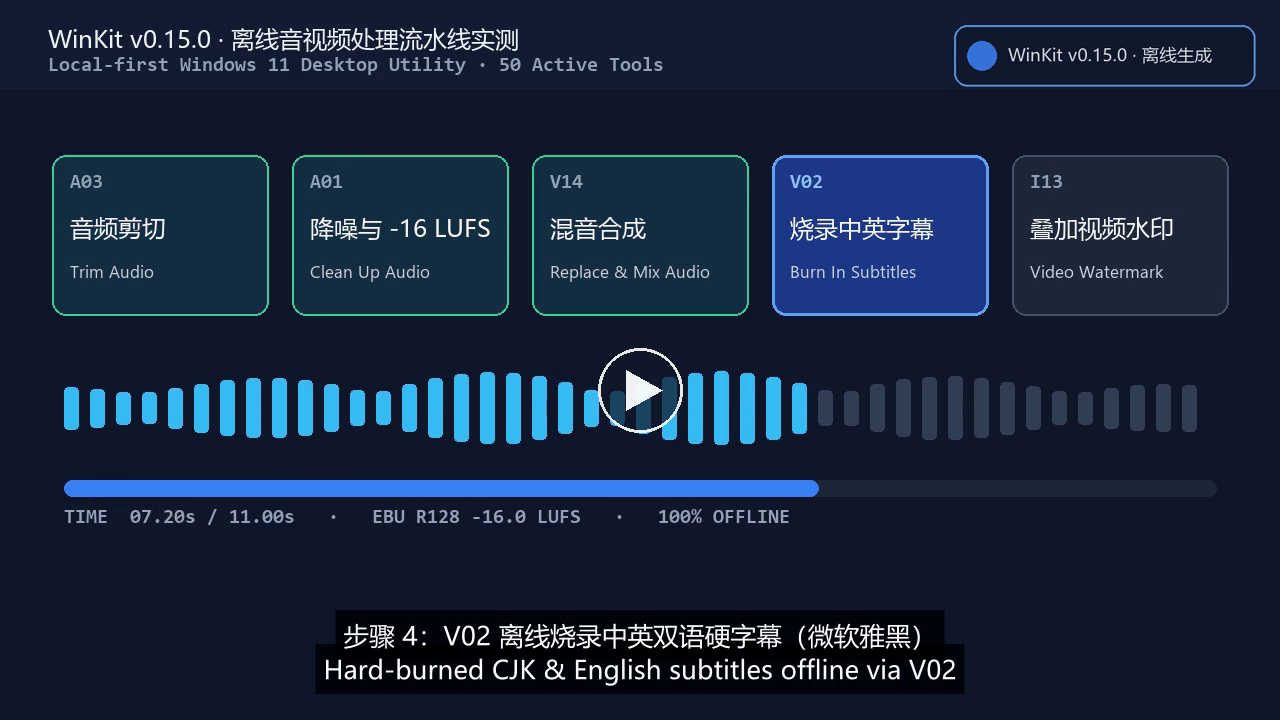 WinKit v0.15.0 · 离线音视频处理流水线实测
Local-first Windows 11 Desktop Utility · 50 Active Tools
WinKit v0.15.0 · 离线生成
A03
音频剪切
Trim Audio
A01
降噪与 -16 LUFS
Clean Up Audio
V14
混音合成
Replace & Mix Audio
V02
烧录中英字幕
Burn In Subtitles
I13
叠加视频水印
Video Watermark
TIME 07.20s / 11.00s · EBU R128 -16.0 LUFS · 100% OFFLINE
步骤 4：V02 离线烧录中英双语硬字幕（微软雅黑）
Hard-burned CJK & English subtitles offline via V02